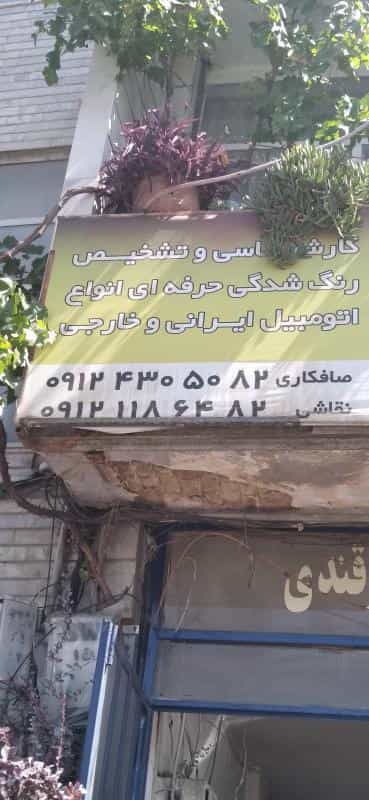 کارشناسی و تشخیص
رنگ شدگی حرفه ای انواع
اتومبیل ایرانی و خارجی
صافکاری ۰۹۱۲ ۴۳۰ ۵۰ ۸۲
نقاشی ۰۹۱۲ ۱۱۸ ۶۴ ۸۲
قندی